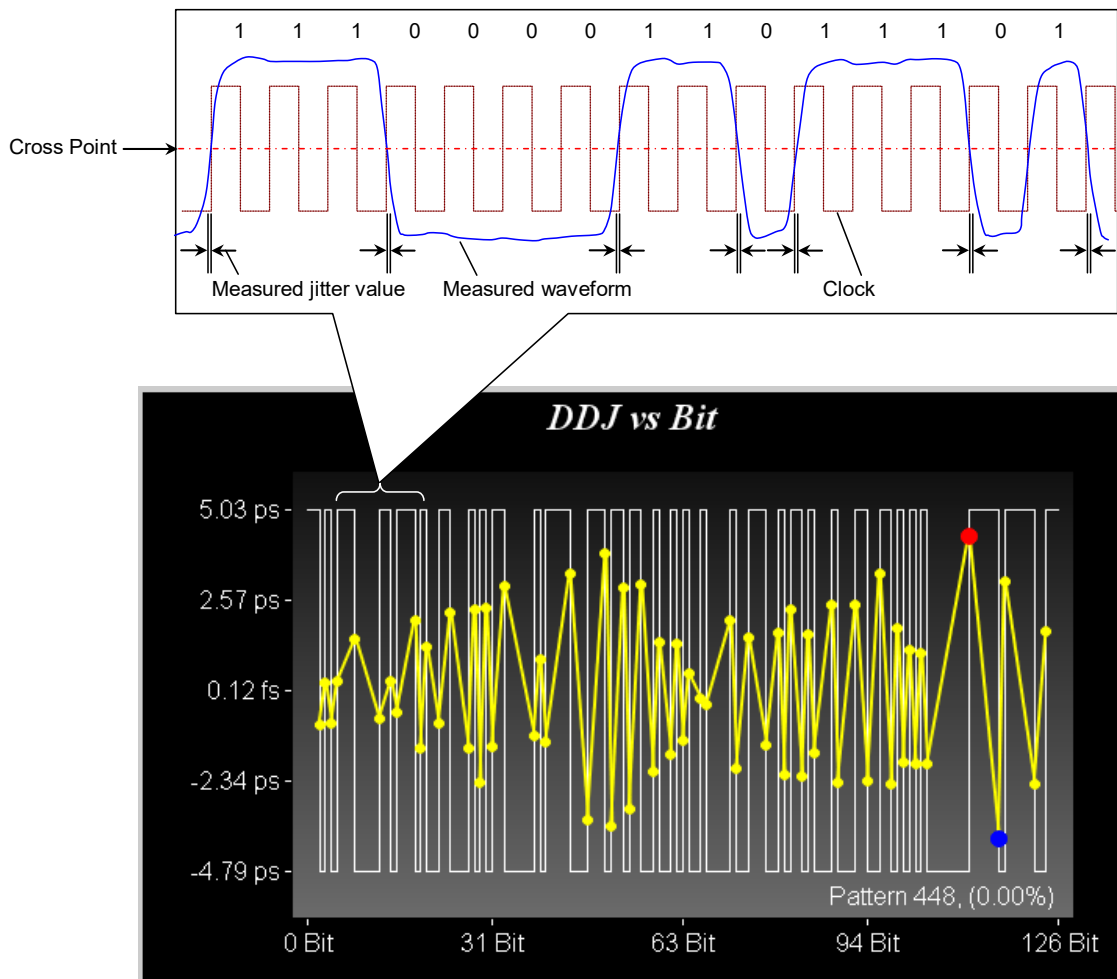 1 1 1 0 0 0 0 1 1 0 1 1 1 0 1
Cross Point
Measured jitter value Measured waveform Clock
DDJ vs Bit
5.03 ps
2.57 ps
0.12 fs
-2.34 ps
-4.79 ps
Pattern 448, (0.00%)
0 Bit 31 Bit 63 Bit 94 Bit 126 Bit